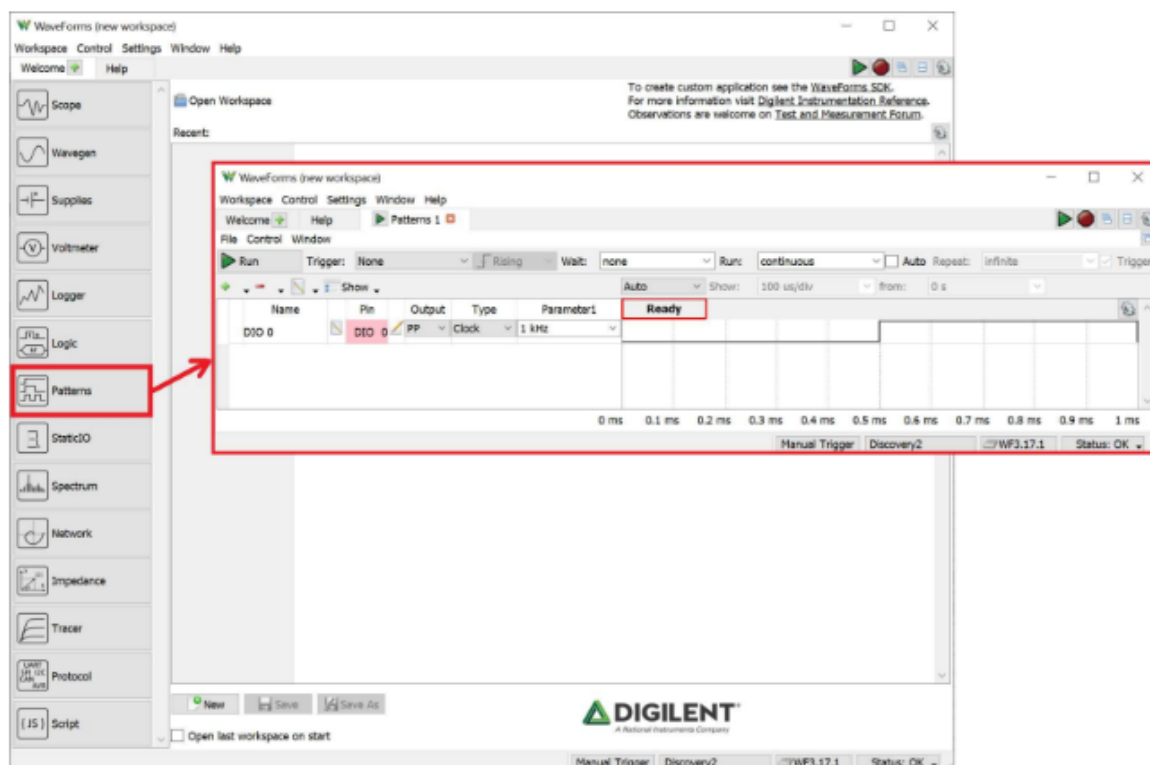 WaveForms (new workspace)
Workspace Control Settings Window Help
Welcome Help
Scope
Wavegen
Supplies
Voltmeter
Logger
Logic
Patterns
StaticIO
Spectrum
Network
Impedance
Tracer
Protocol
{JS} Script
Open Workspace
To create custom application see the WaveForms SDK.
For more information visit Digilent Instrumentation Reference.
Observations are welcome on Test and Measurement Forum.
Recent:
WaveForms (new workspace)
Workspace Control Settings Window Help
Welcome Help Patterns 1
File Control Window
Run Trigger: None Rising Wait: none Run: continuous Auto Repeat: infinite Trigger
Show Auto Show: 100 us/div from: 0 s
Name Pin Output Type Parameter1 Ready
DIO 0 DIO 0 PP Clock 1 kHz
0 ms 0.1 ms 0.2 ms 0.3 ms 0.4 ms 0.5 ms 0.6 ms 0.7 ms 0.8 ms 0.9 ms 1 ms
Manual Trigger Discovery2 WF3.17.1 Status: OK
New Save Save As
DIGILENT
A National Instruments Company
Open last workspace on start
Manual Trigger Discovery2 WF3.17.1 Status: OK